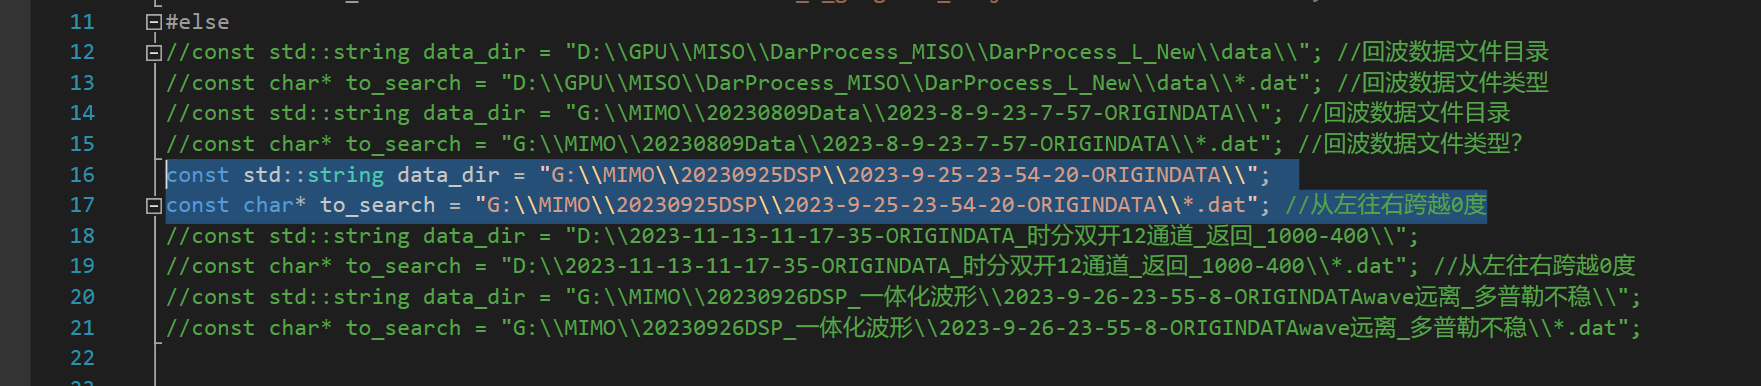 11 #else
12 //const std::string data_dir = "D:\\GPU\\MISO\\DarProcess_MISO\\DarProcess_L_New\\data\\"; //回波数据文件目录
13 //const char* to_search = "D:\\GPU\\MISO\\DarProcess_MISO\\DarProcess_L_New\\data\\*.dat"; //回波数据文件类型
14 //const std::string data_dir = "G:\\MIMO\\20230809Data\\2023-8-9-23-7-57-ORIGINDATA\\"; //回波数据文件目录
15 //const char* to_search = "G:\\MIMO\\20230809Data\\2023-8-9-23-7-57-ORIGINDATA\\*.dat"; //回波数据文件类型?
16 const std::string data_dir = "G:\\MIMO\\20230925DSP\\2023-9-25-23-54-20-ORIGINDATA\\";
17 const char* to_search = "G:\\MIMO\\20230925DSP\\2023-9-25-23-54-20-ORIGINDATA\\*.dat"; //从左往右跨越0度
18 //const std::string data_dir = "D:\\2023-11-13-11-17-35-ORIGINDATA_时分双开12通道_返回_1000-400\\";
19 //const char* to_search = "D:\\2023-11-13-11-17-35-ORIGINDATA_时分双开12通道_返回_1000-400\\*.dat"; //从左往右跨越0度
20 //const std::string data_dir = "G:\\MIMO\\20230926DSP_一体化波形\\2023-9-26-23-55-8-ORIGINDATAwave远离_多普勒不稳\\";
21 //const char* to_search = "G:\\MIMO\\20230926DSP_一体化波形\\2023-9-26-23-55-8-ORIGINDATAwave远离_多普勒不稳\\*.dat";
22